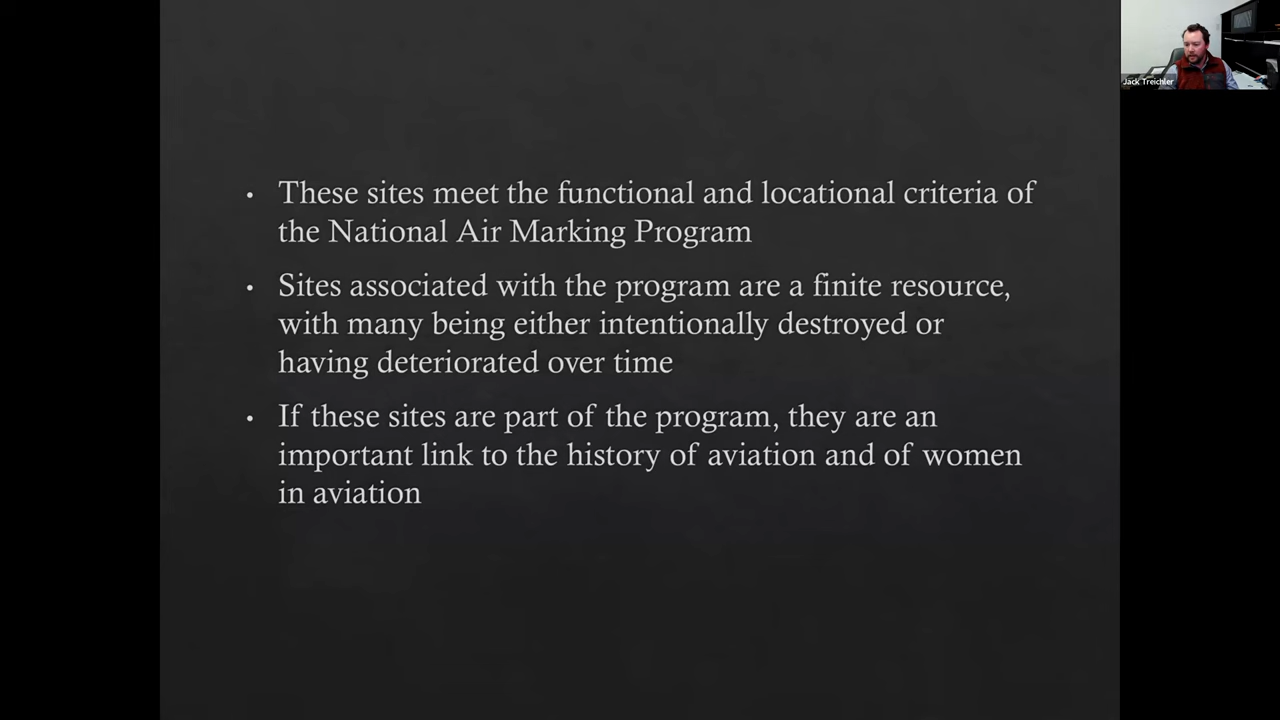 Jack Treichler
• These sites meet the functional and locational criteria of
the National Air Marking Program
• Sites associated with the program are a finite resource,
with many being either intentionally destroyed or
having deteriorated over time
• If these sites are part of the program, they are an
important link to the history of aviation and of women
in aviation